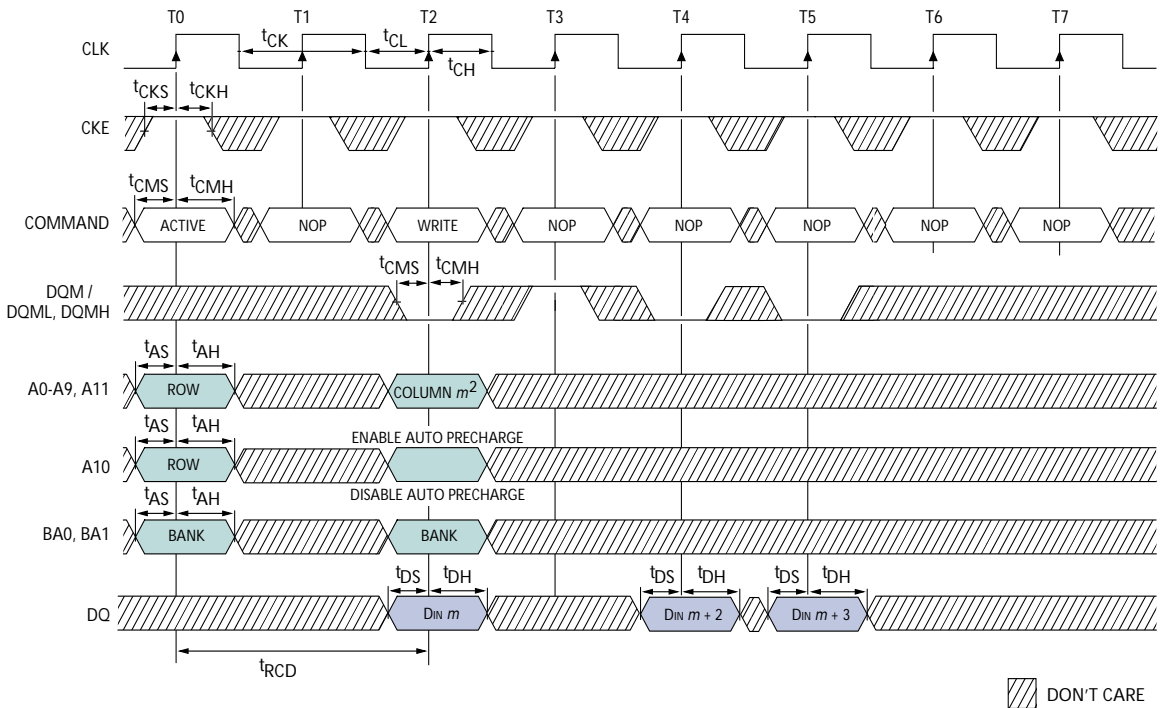 T0 T1 T2 T3 T4 T5 T6 T7
CLK tCK tCL tCH
tCKS tCKH
CKE
tCMS tCMH
COMMAND ACTIVE NOP WRITE NOP NOP NOP NOP NOP
tCMS tCMH
DQM /
DQML, DQMH
tAS tAH
A0-A9, A11 ROW COLUMN m2
tAS tAH ENABLE AUTO PRECHARGE
A10 ROW
DISABLE AUTO PRECHARGE
tAS tAH
BA0, BA1 BANK BANK
tDS tDH tDS tDH tDS tDH
DQ DIN m DIN m + 2 DIN m + 3
tRCD
DON'T CARE